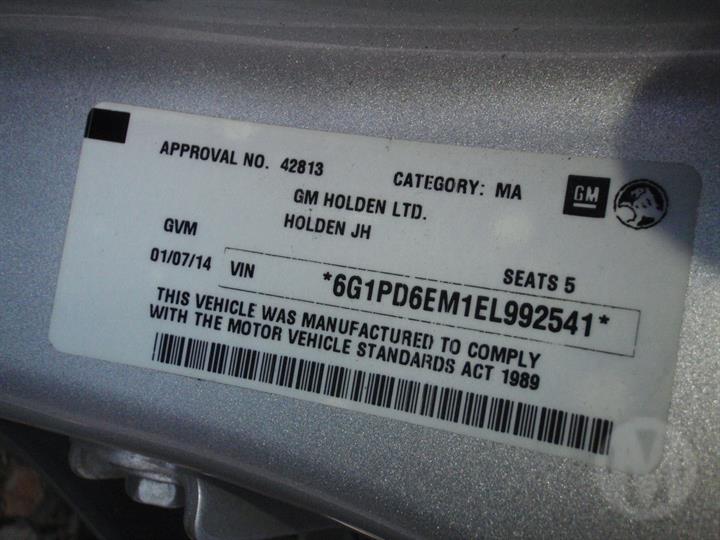 APPROVAL NO. 42813 CATEGORY: MA GM
GM HOLDEN LTD.
HOLDEN JH
GVM
01/07/14 SEATS 5
VIN *6G1PD6EM1EL992541*
THIS VEHICLE WAS MANUFACTURED TO COMPLY
WITH THE MOTOR VEHICLE STANDARDS ACT 1989
M